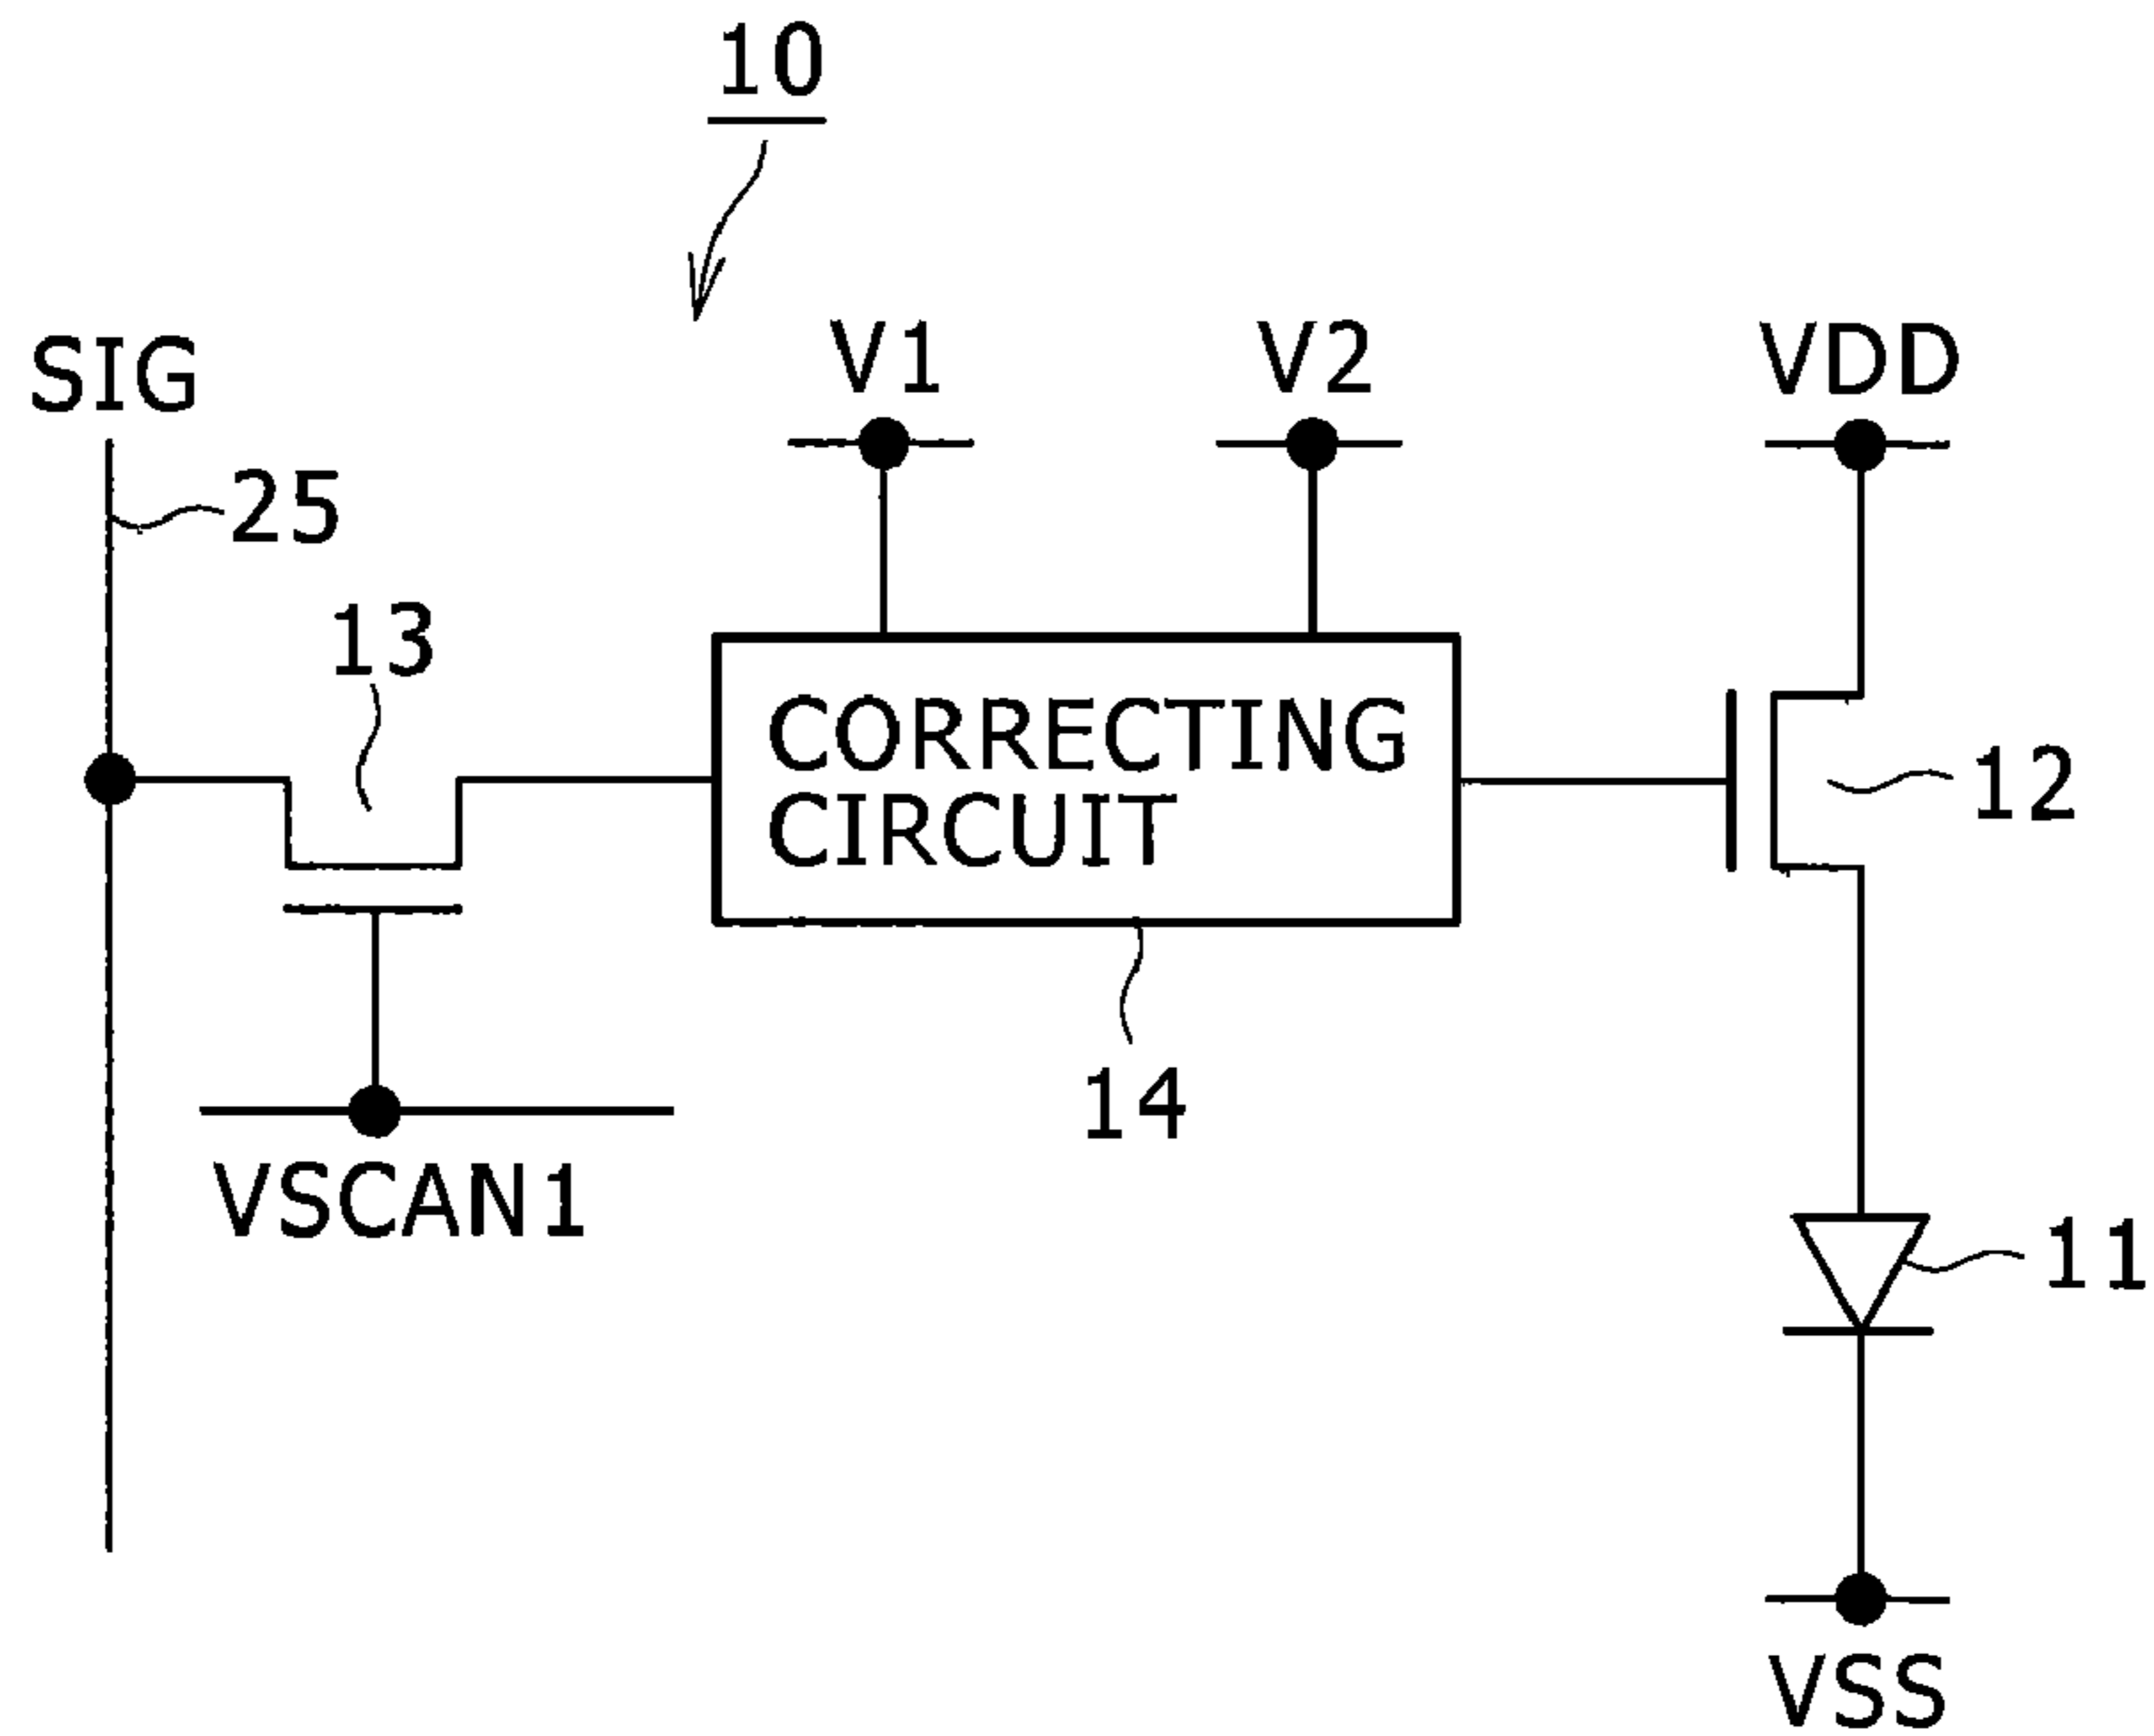 10
SIG
V1
V2
VDD
25
13
CORRECTING
CIRCUIT
12
14
VSCAN1
11
VSS